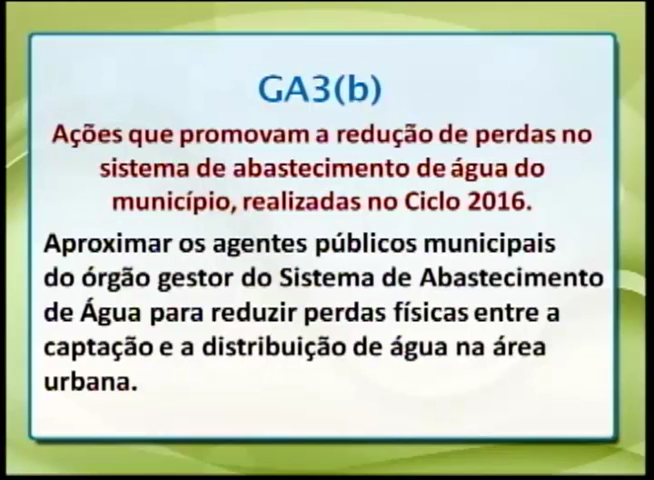 GA3(b)
Ações que promovam a redução de perdas no
sistema de abastecimento de água do
município, realizadas no Ciclo 2016.
Aproximar os agentes públicos municipais
do órgão gestor do Sistema de Abastecimento
de Água para reduzir perdas físicas entre a
captação e a distribuição de água na área
urbana.